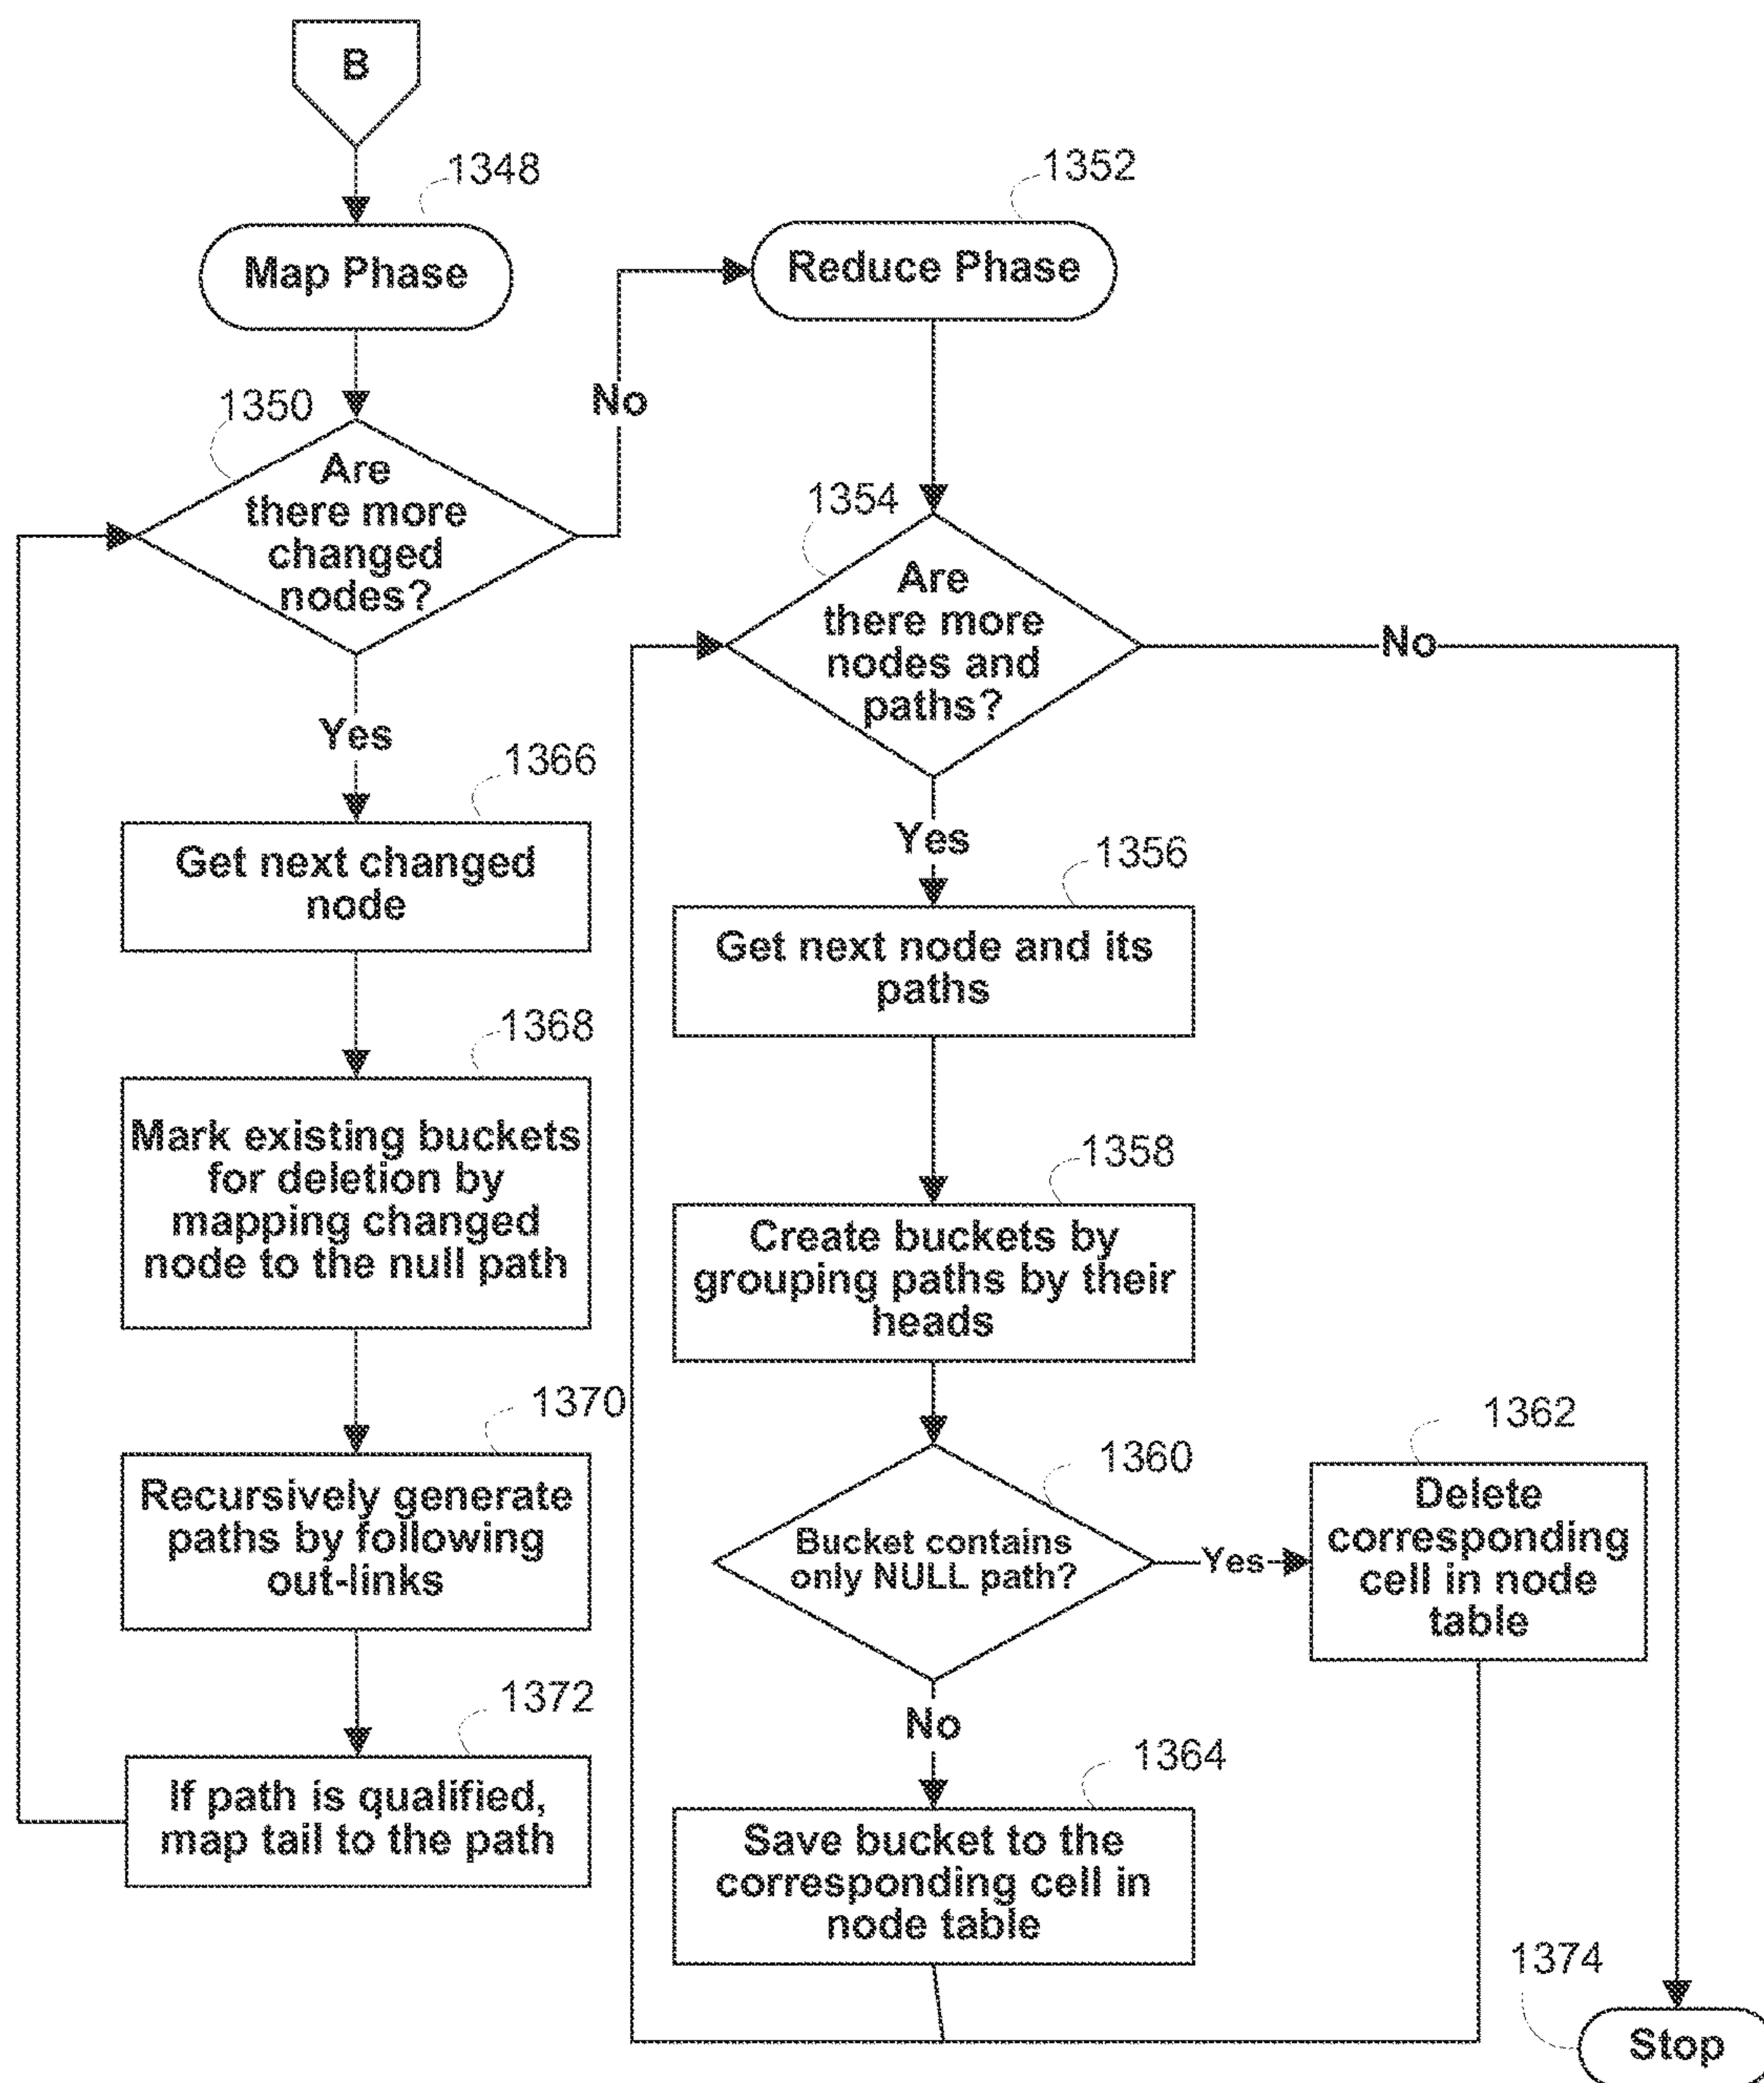 B
1348
Map Phase
1350
Are
there more
changed
nodes?
No
Yes
1366
Get next changed
node
1368
Mark existing buckets
for deletion by
mapping changed
node to the null path
1370
Recursively generate
paths by following
out-links
1372
If path is qualified,
map tail to the path
1352
Reduce Phase
1354
Are
there more
nodes and
paths?
No
Yes
1356
Get next node and its
paths
1358
Create buckets by
grouping paths by their
heads
1360
Bucket contains
only NULL path?
Yes
1362
Delete
corresponding
cell in node
table
No
1364
Save bucket to the
corresponding cell in
node table
1374
Stop